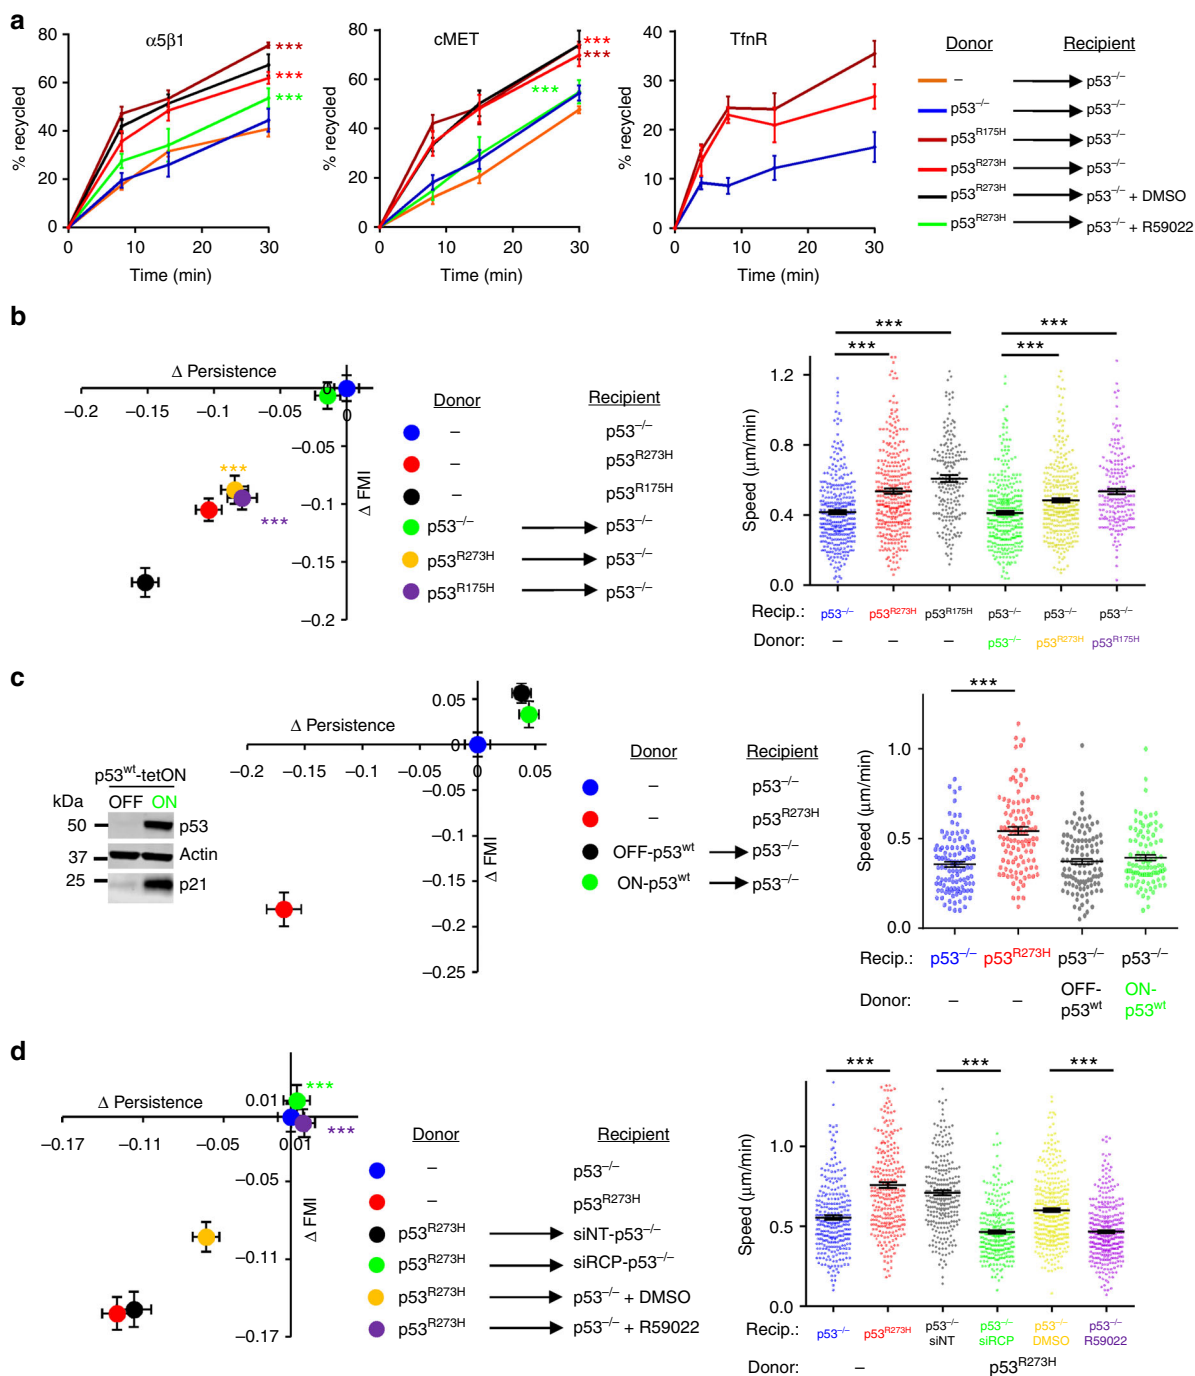 a
α5β1
cMET
TfnR
% recycled
80
60
40
20
0
0 10 20 30
Time (min)
***
***
***
% recycled
80
60
40
20
0
0 10 20 30
Time (min)
***
***
***
% recycled
40
30
20
10
0
0 10 20 30
Time (min)
Donor Recipient
– p53–/–
p53–/– p53–/–
p53R175H p53–/–
p53R273H p53–/–
p53R273H p53–/– + DMSO
p53R273H p53–/– + R59022
b
Δ Persistence
–0.2 –0.15 –0.1 –0.05 0
0
–0.05
–0.1
–0.15
–0.2
Δ FMI
***
***
Donor Recipient
– p53–/–
– p53R273H
– p53R175H
p53–/– p53–/–
p53R273H p53–/–
p53R175H p53–/–
*** ***
*** ***
Speed (μm/min)
1.2
0.8
0.4
0.0
Recip.: p53–/– p53R273H p53R175H p53–/– p53–/– p53–/–
Donor: – – – p53–/– p53R273H p53R175H
c
p53wt-tetON
kDa OFF ON
50 p53
37 Actin
25 p21
Δ Persistence
–0.2 –0.15 –0.1 –0.05 0 0.05
0.05
0
–0.05
–0.1
–0.15
–0.2
–0.25
Δ FMI
Donor Recipient
– p53–/–
– p53R273H
OFF-p53wt p53–/–
ON-p53wt p53–/–
***
Speed (μm/min)
1.0
0.5
0.0
Recip.: p53–/– p53R273H p53–/– p53–/–
Donor: – – OFF-p53wt ON-p53wt
d
Δ Persistence
–0.17 –0.11 –0.05 0.01
0.01
–0.05
–0.11
–0.17
Δ FMI
***
***
Donor Recipient
– p53–/–
– p53R273H
p53R273H siNT-p53–/–
p53R273H siRCP-p53–/–
p53R273H p53–/– + DMSO
p53R273H p53–/– + R59022
*** *** ***
Speed (μm/min)
1.0
0.5
0.0
Recip.: p53–/– p53R273H p53–/– siNT p53–/– siRCP p53–/– DMSO p53–/– R59022
Donor: – p53R273H